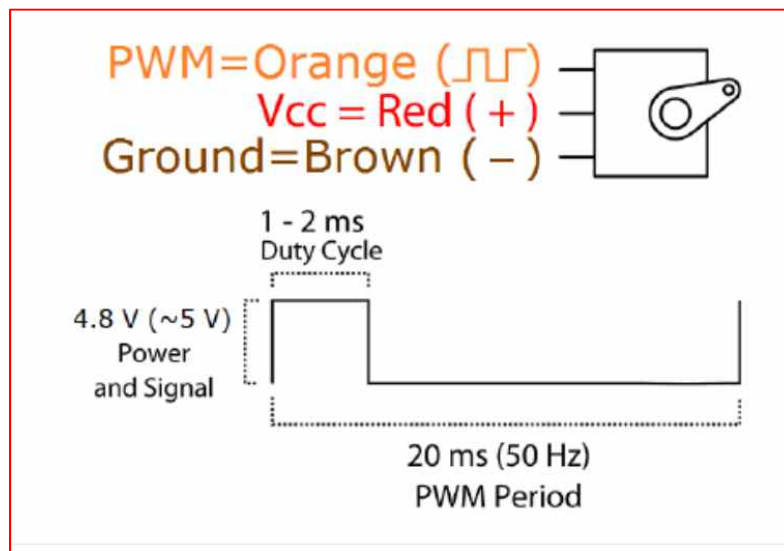 PWM=Orange (⎍⎍)
Vcc = Red ( + )
Ground=Brown ( − )
1 - 2 ms
Duty Cycle
4.8 V (~5 V)
Power
and Signal
20 ms (50 Hz)
PWM Period